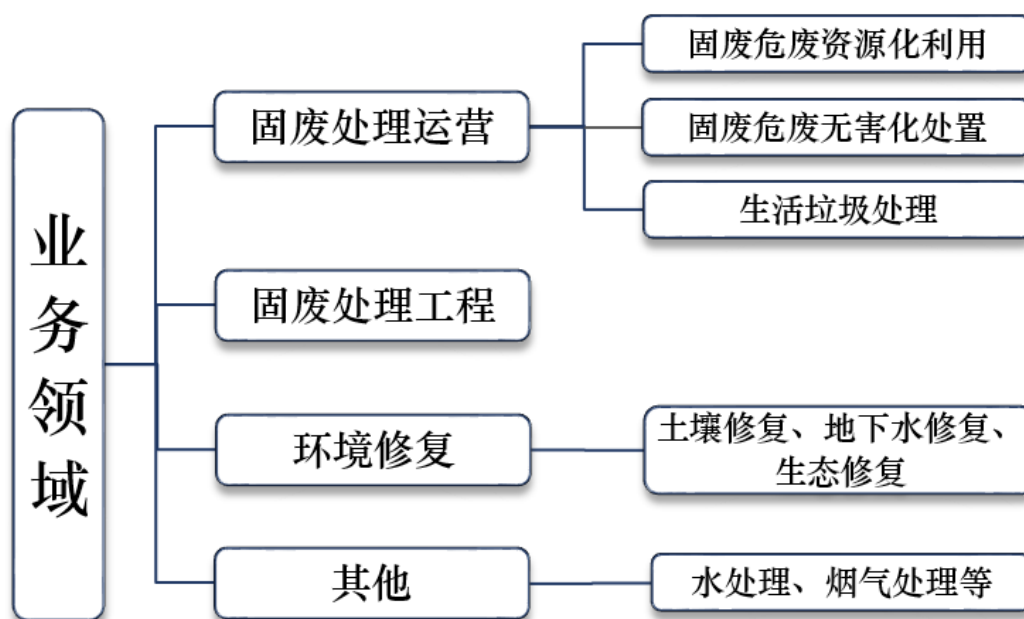 业务领域
固废处理运营
固废危废资源化利用
固废危废无害化处置
生活垃圾处理
固废处理工程
环境修复
土壤修复、地下水修复、
生态修复
其他
水处理、烟气处理等